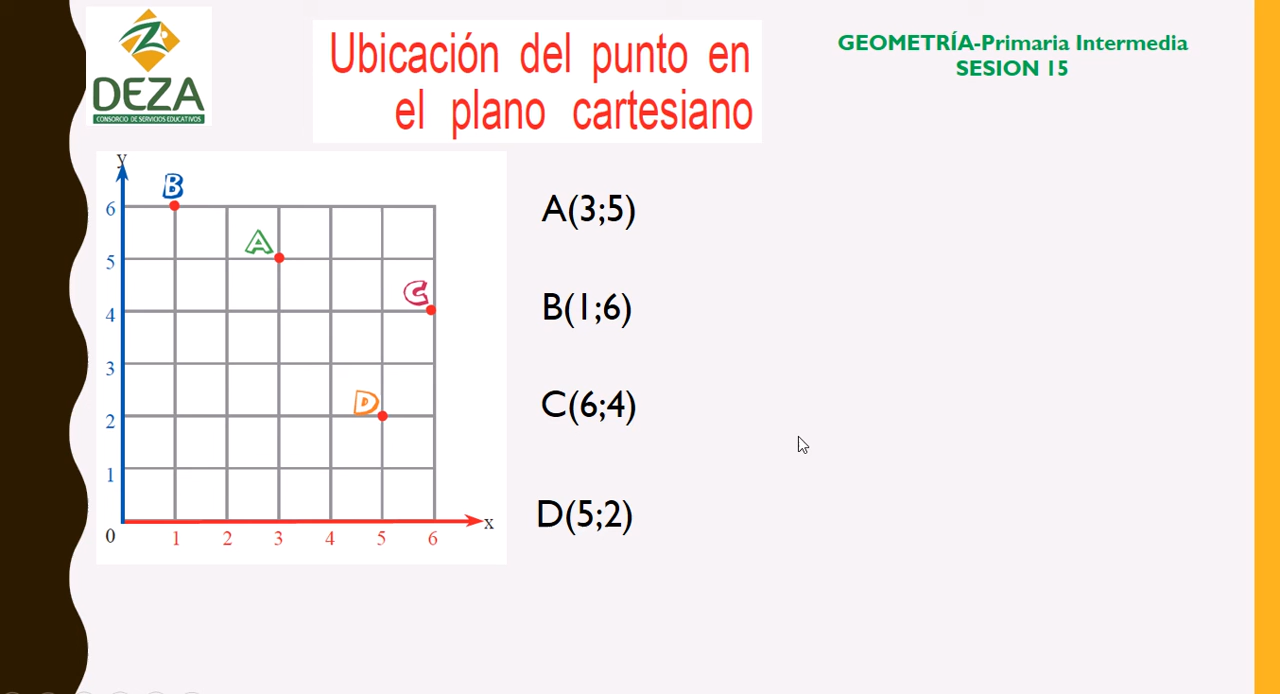 DEZA
CONSORCIO DE SERVICIOS EDUCATIVOS
Ubicación del punto en
el plano cartesiano
GEOMETRÍA-Primaria Intermedia
SESION 15
y
B
6
A
5
C
4
3
D
2
1
0
x
1 2 3 4 5 6
A(3;5)
B(1;6)
C(6;4)
D(5;2)